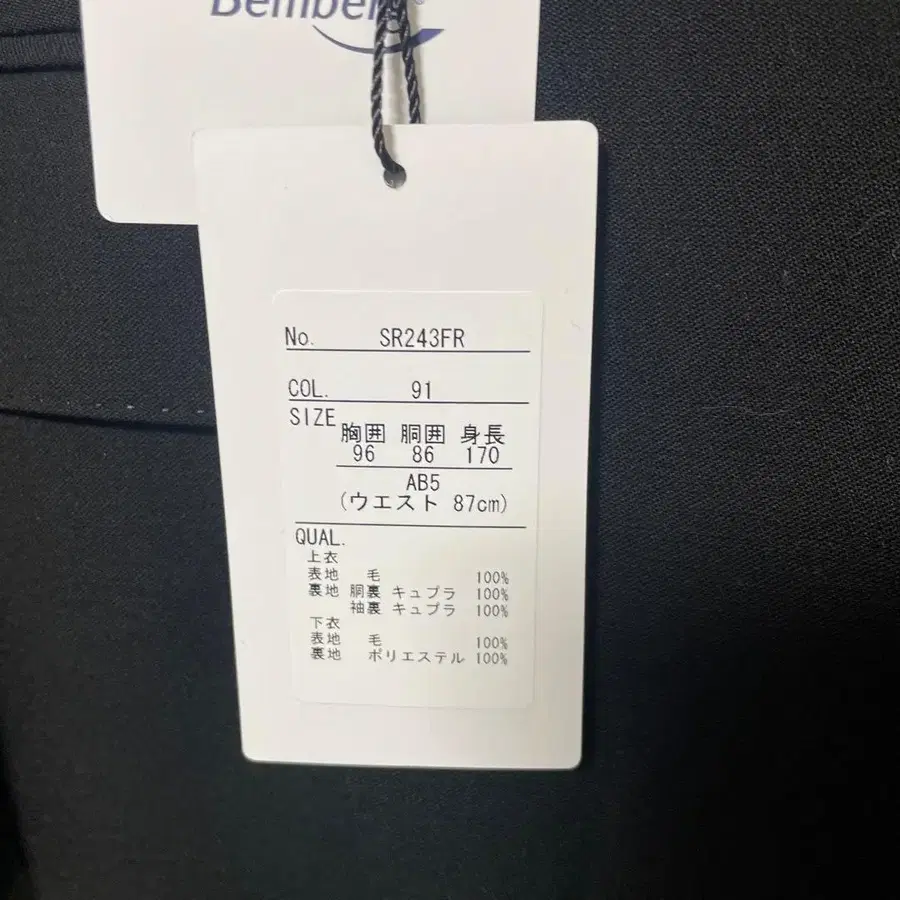 Bemberg®
No. SR243FR
COL. 91
SIZE
胸囲 胴囲 身長
96 86 170
AB5
(ウエスト 87cm)
QUAL.
上衣
表地 毛 100%
裏地 胴裏 キュプラ 100%
袖裏 キュプラ 100%
下衣
表地 毛 100%
裏地 ポリエステル 100%